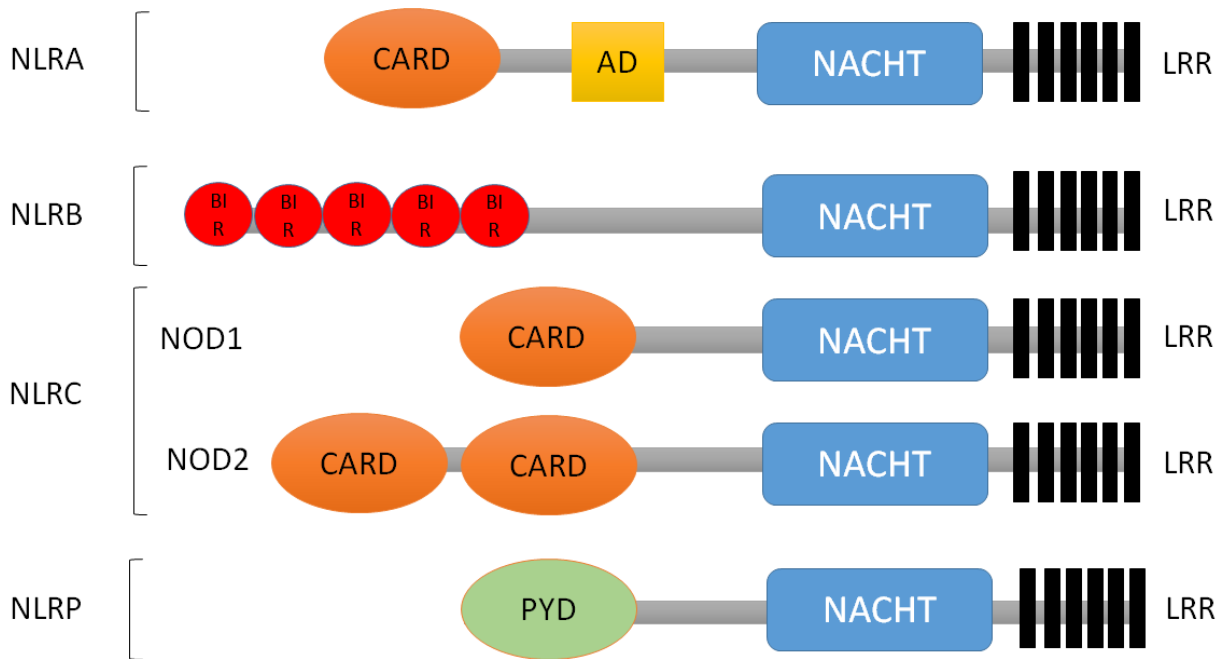 NLRA CARD AD NACHT LRR
NLRB BI BI BI BI BI NACHT LRR
R R R R R
NOD1 CARD NACHT LRR
NLRC
NOD2 CARD CARD NACHT LRR
NLRP PYD NACHT LRR